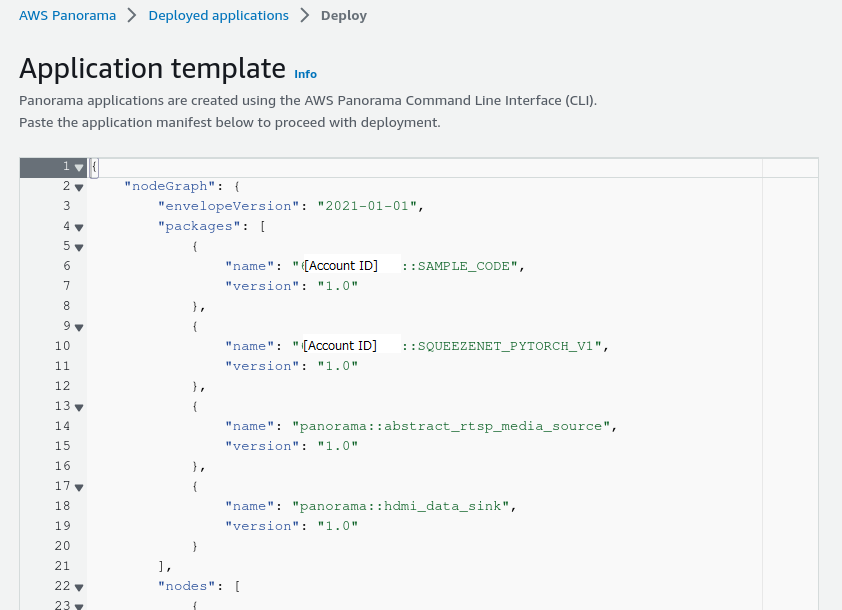 AWS Panorama > Deployed applications > Deploy
Application template Info
Panorama applications are created using the AWS Panorama Command Line Interface (CLI).
Paste the application manifest below to proceed with deployment.
1 {
2 "nodeGraph": {
3 "envelopeVersion": "2021-01-01",
4 "packages": [
5 {
6 "name": "[Account ID] ::SAMPLE_CODE",
7 "version": "1.0"
8 },
9 {
10 "name": "[Account ID] ::SQUEEZENET_PYTORCH_V1",
11 "version": "1.0"
12 },
13 {
14 "name": "panorama::abstract_rtsp_media_source",
15 "version": "1.0"
16 },
17 {
18 "name": "panorama::hdmi_data_sink",
19 "version": "1.0"
20 }
21 ],
22 "nodes": [
23 {